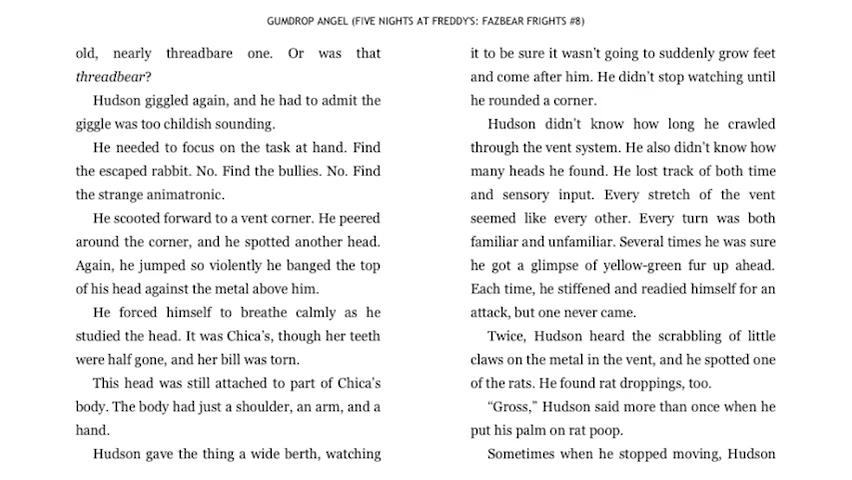 GUMDROP ANGEL (FIVE NIGHTS AT FREDDY'S: FAZBEAR FRIGHTS #8)
old, nearly threadbare one. Or was that
threadbear?
Hudson giggled again, and he had to admit the
giggle was too childish sounding.
He needed to focus on the task at hand. Find
the escaped rabbit. No. Find the bullies. No. Find
the strange animatronic.
He scooted forward to a vent corner. He peered
around the corner, and he spotted another head.
Again, he jumped so violently he banged the top
of his head against the metal above him.
He forced himself to breathe calmly as he
studied the head. It was Chica’s, though her teeth
were half gone, and her bill was torn.
This head was still attached to part of Chica’s
body. The body had just a shoulder, an arm, and a
hand.
Hudson gave the thing a wide berth, watching
it to be sure it wasn’t going to suddenly grow feet
and come after him. He didn’t stop watching until
he rounded a corner.
Hudson didn’t know how long he crawled
through the vent system. He also didn’t know how
many heads he found. He lost track of both time
and sensory input. Every stretch of the vent
seemed like every other. Every turn was both
familiar and unfamiliar. Several times he was sure
he got a glimpse of yellow-green fur up ahead.
Each time, he stiffened and readied himself for an
attack, but one never came.
Twice, Hudson heard the scrabbling of little
claws on the metal in the vent, and he spotted one
of the rats. He found rat droppings, too.
“Gross,” Hudson said more than once when he
put his palm on rat poop.
Sometimes when he stopped moving, Hudson